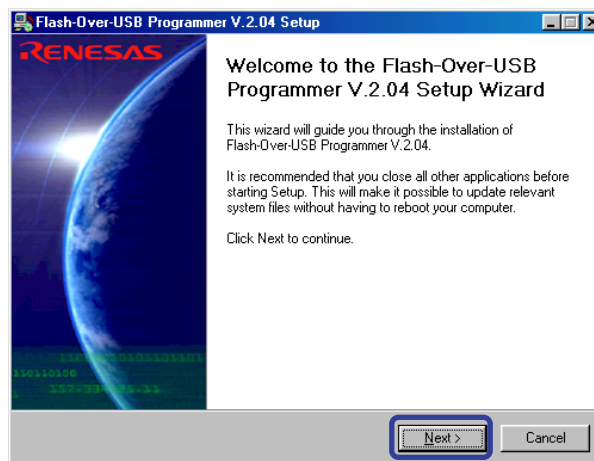 Flash-Over-USB Programmer V.2.04 Setup
RENESAS
Welcome to the Flash-Over-USB
Programmer V.2.04 Setup Wizard
This wizard will guide you through the installation of
Flash-Over-USB Programmer V.2.04.
It is recommended that you close all other applications before
starting Setup. This will make it possible to update relevant
system files without having to reboot your computer.
Click Next to continue.
110110100
Next >
Cancel